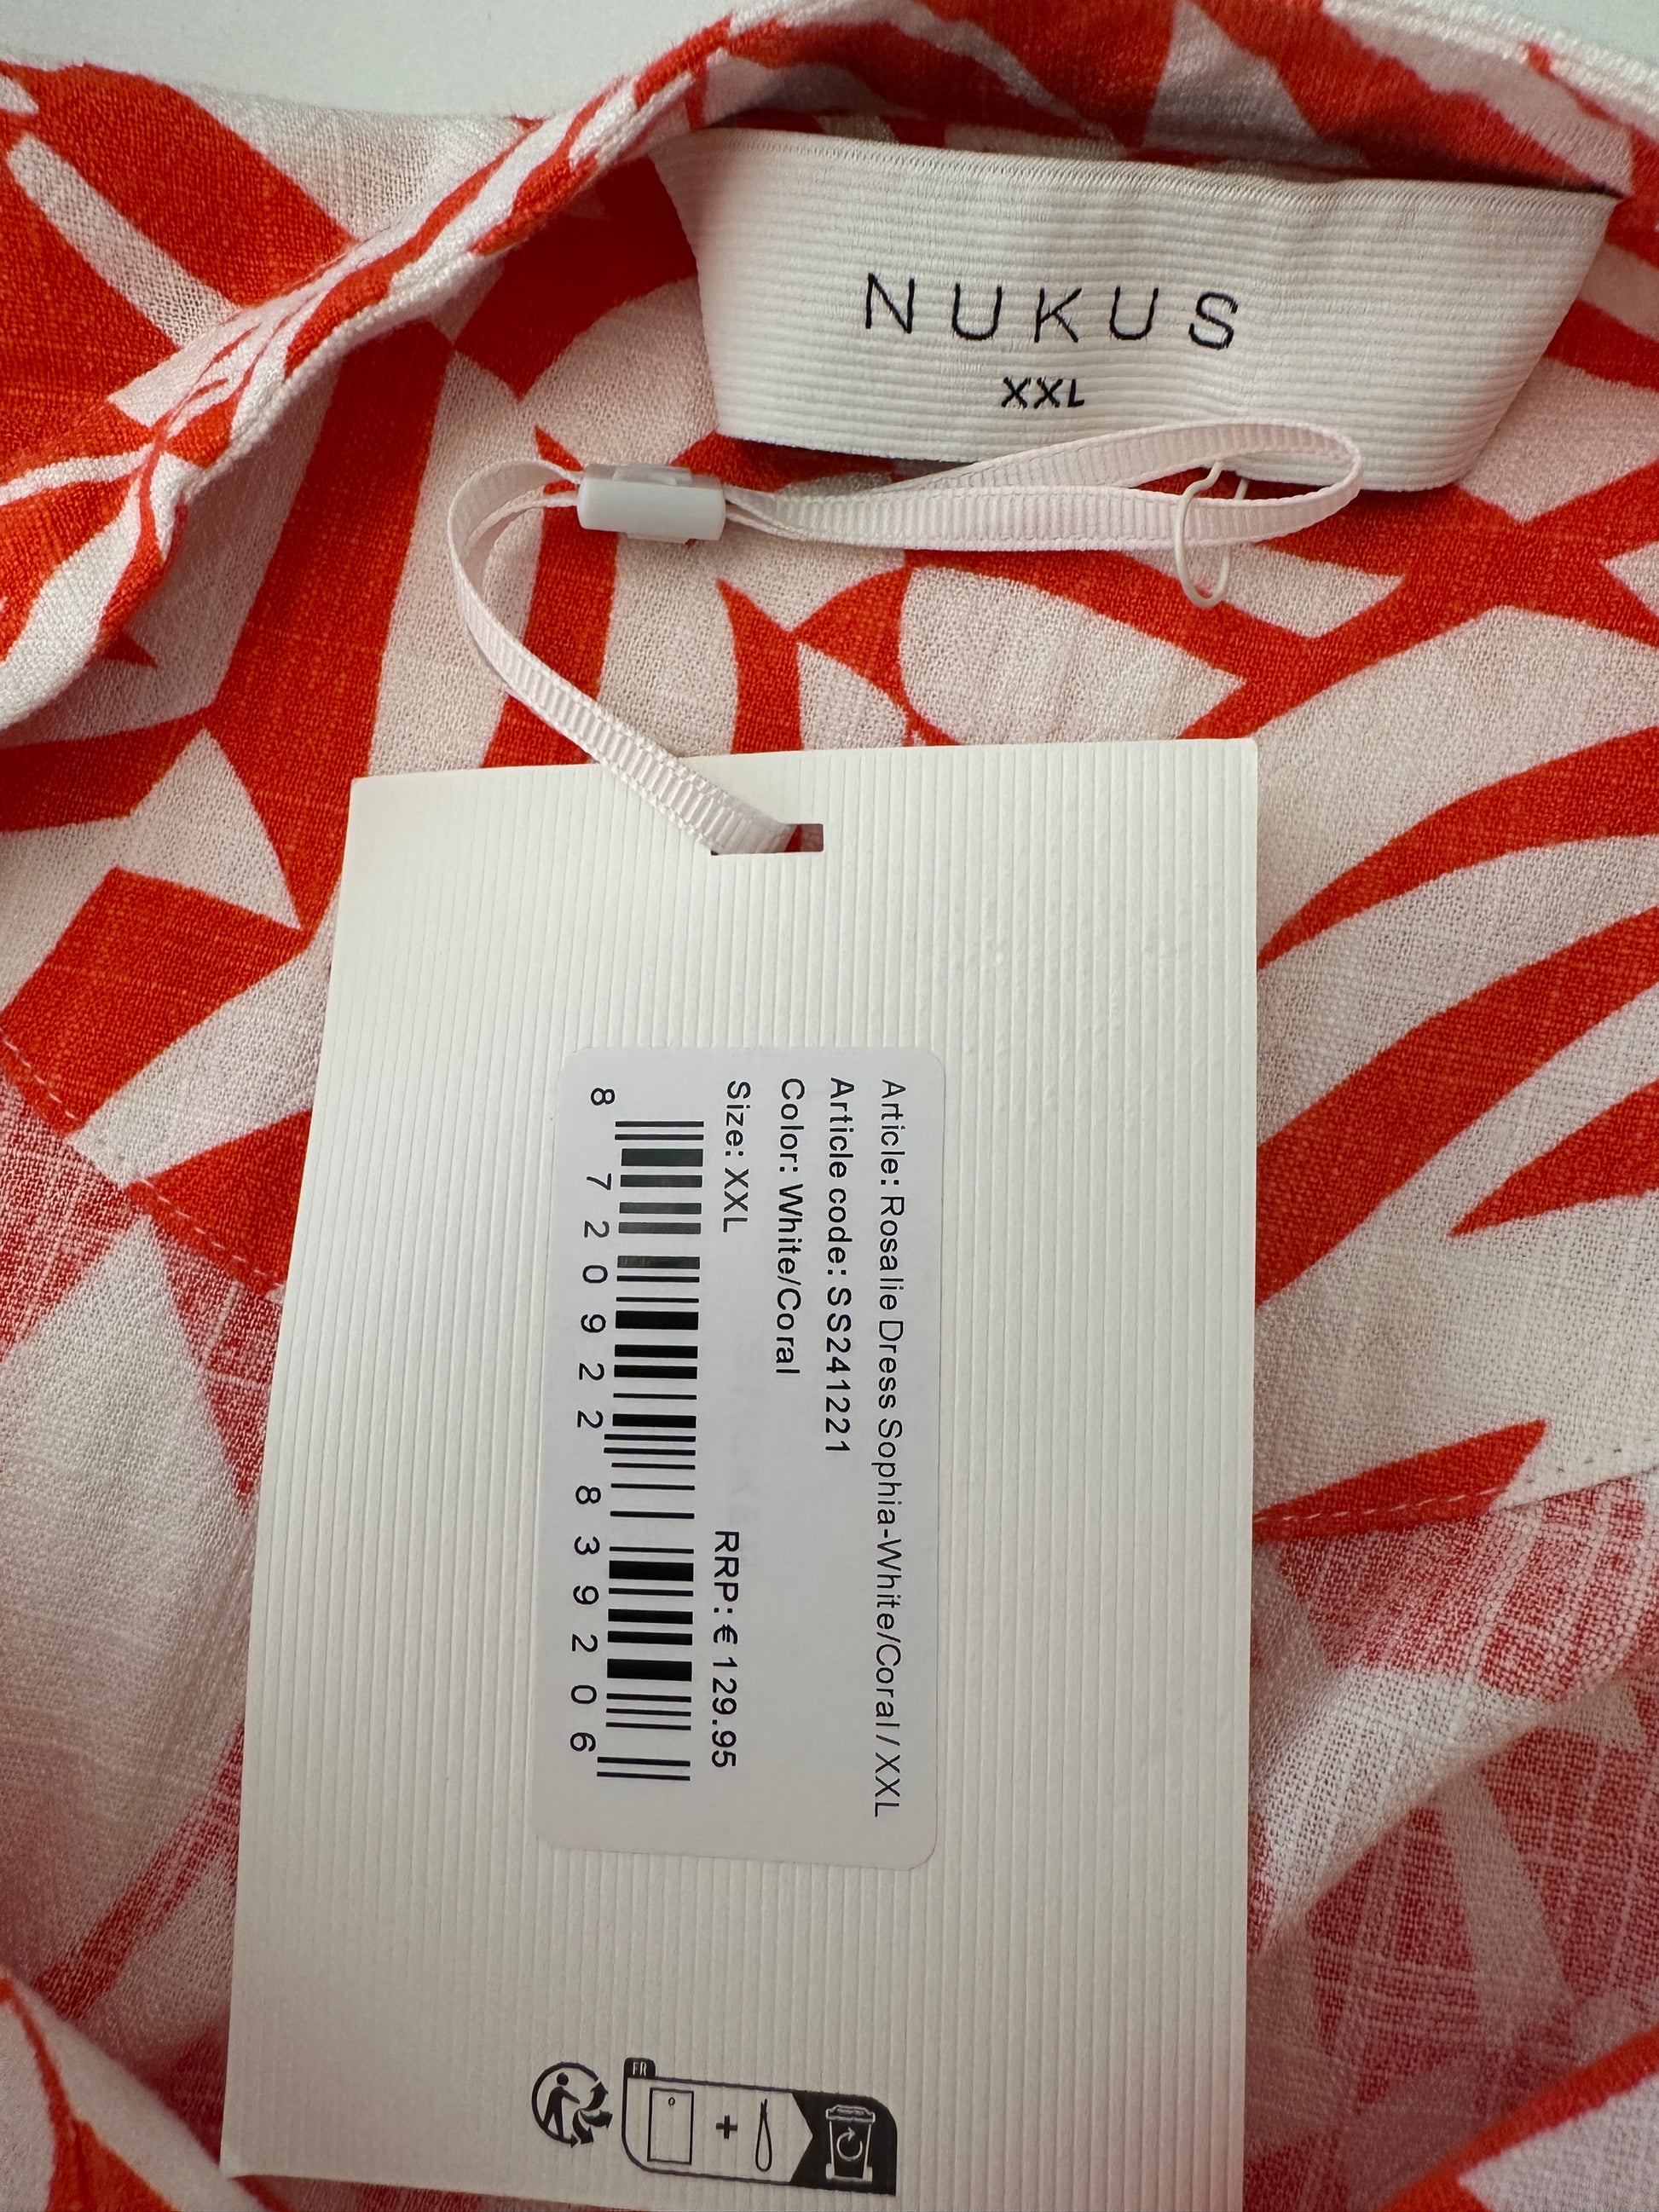 NUKUS
XXL
Article: Rosalie Dress Sophia-White/Coral / XXL
Article code: SS241221
Color: White/Coral
Size: XXL
RRP: € 129.95
8 720922 839206
FR